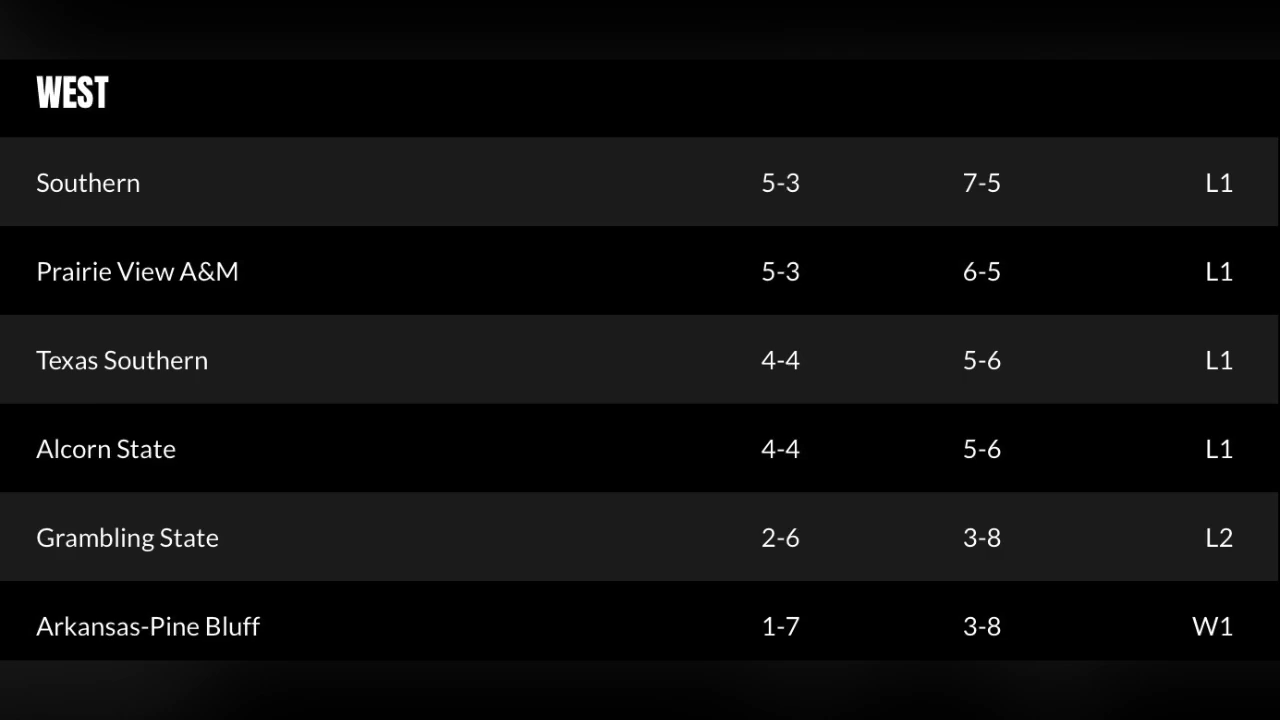 WEST
Southern 5-3 7-5 L1
Prairie View A&M 5-3 6-5 L1
Texas Southern 4-4 5-6 L1
Alcorn State 4-4 5-6 L1
Grambling State 2-6 3-8 L2
Arkansas-Pine Bluff 1-7 3-8 W1